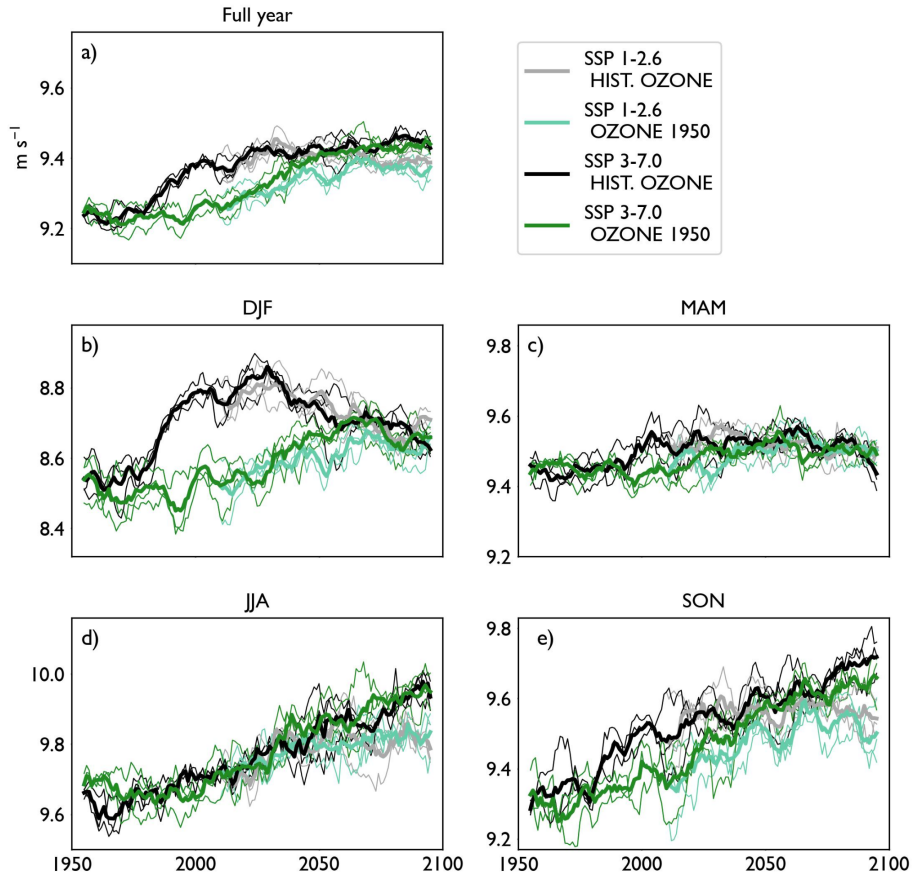 Full year
a)
9.6
9.4
9.2
m s⁻¹
SSP 1-2.6
HIST. OZONE
SSP 1-2.6
OZONE 1950
SSP 3-7.0
HIST. OZONE
SSP 3-7.0
OZONE 1950
DJF
b)
8.8
8.6
8.4
MAM
c)
9.8
9.6
9.4
9.2
JJA
d)
10.0
9.8
9.6
1950
2000
2050
2100
SON
e)
9.8
9.6
9.4
9.2
1950
2000
2050
2100